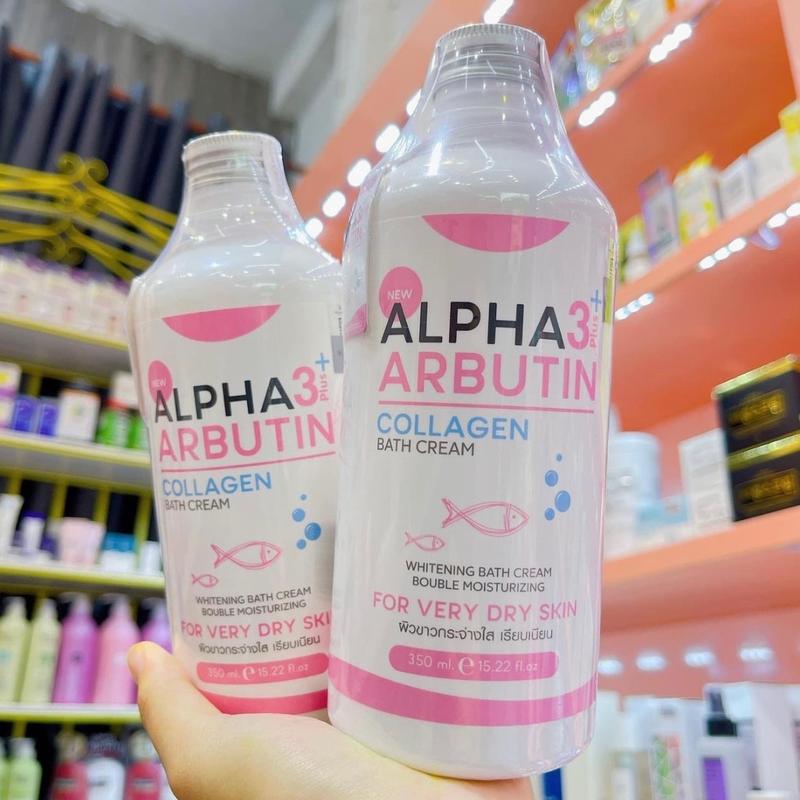 NEW
ALPHA3 Plus+
ARBUTIN
COLLAGEN
BATH CREAM
WHITENING BATH CREAM
BOUBLE MOISTURIZING
FOR VERY DRY SKI
ผิวขาวกระจ่างใส เรียบเนียน
350 ml. e 15.22 fl.oz
NEW
ALPHA3 Plus+
ARBUTIN
COLLAGEN
BATH CREAM
WHITENING BATH CREAM
BOUBLE MOISTURIZING
FOR VERY DRY SKIN
ผิวขาวกระจ่างใส เรียบเนียน
350 ml. e 15.22 fl.oz